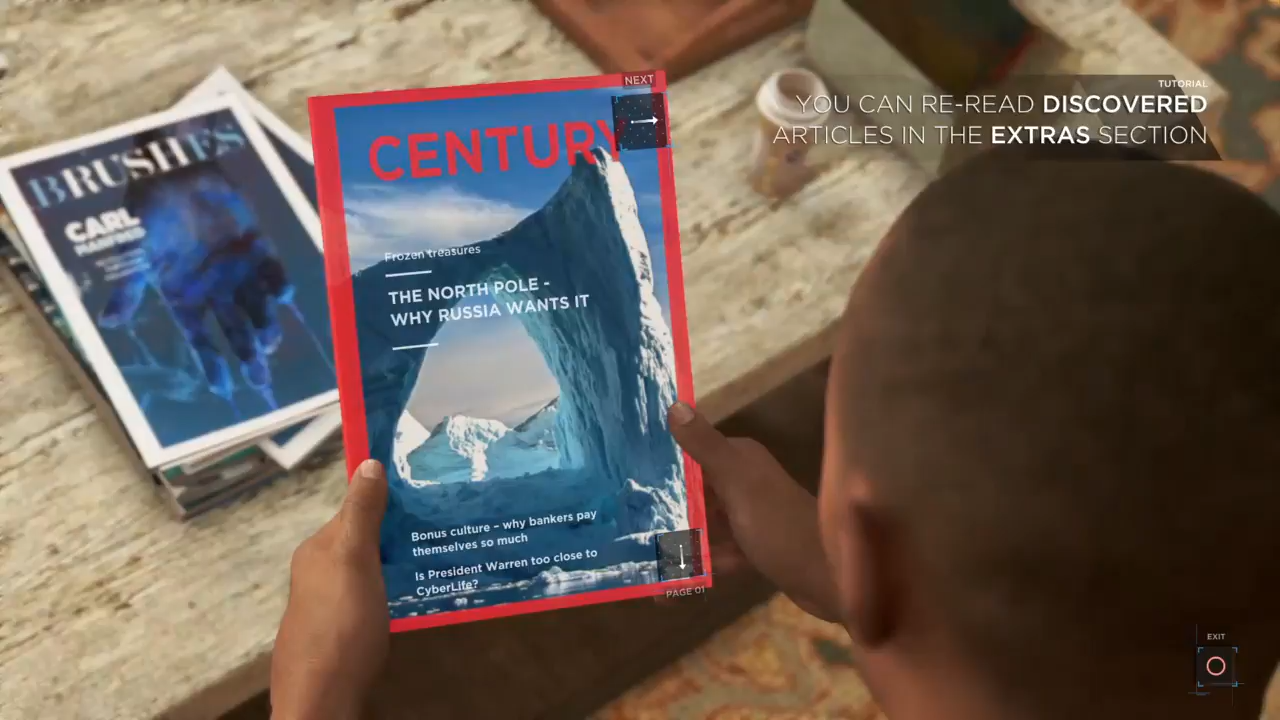 TUTORIAL
YOU CAN RE-READ DISCOVERED
ARTICLES IN THE EXTRAS SECTION
NEXT
CENTURY
Frozen treasures
THE NORTH POLE -
WHY RUSSIA WANTS IT
Bonus culture – why bankers pay
themselves so much
Is President Warren too close to
CyberLife?
PAGE 01
BRUSHES
CARL
MANFRED
EXIT